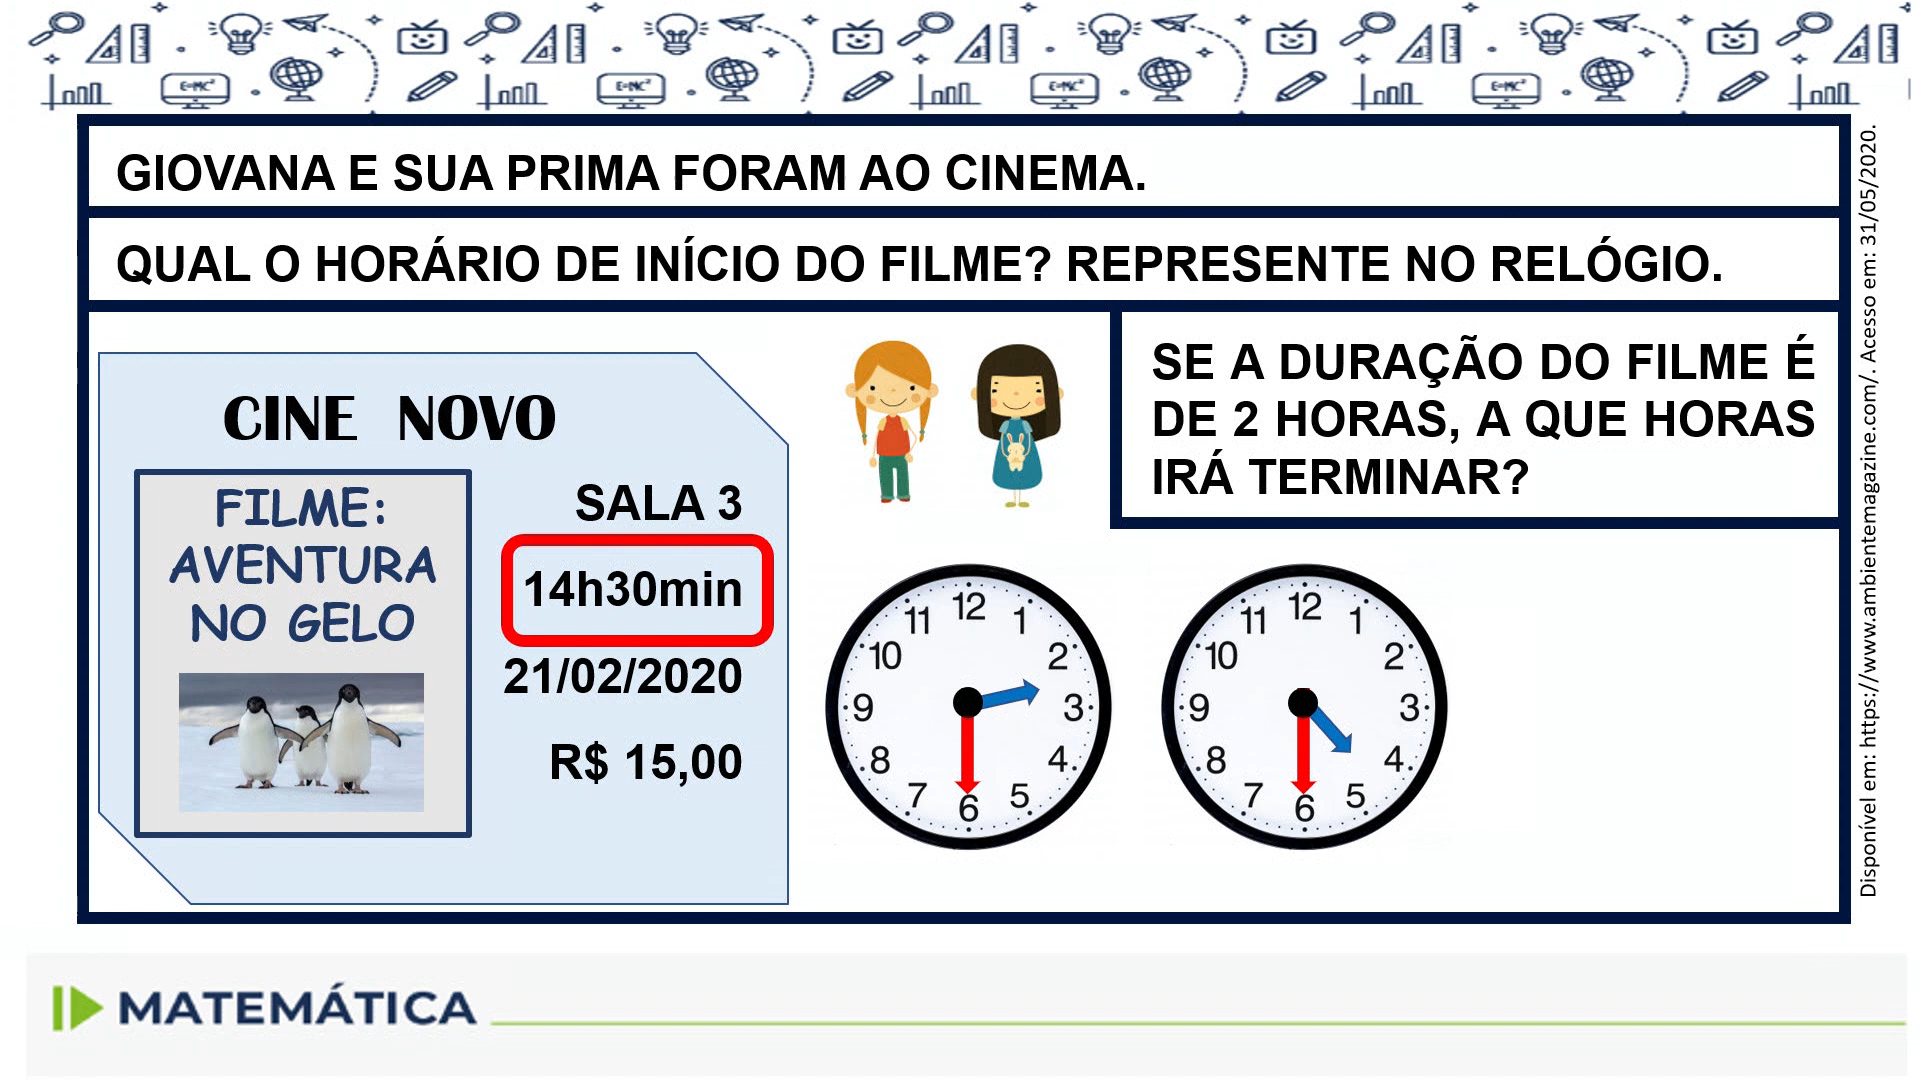 GIOVANA E SUA PRIMA FORAM AO CINEMA.
QUAL O HORÁRIO DE INÍCIO DO FILME? REPRESENTE NO RELÓGIO.
SE A DURAÇÃO DO FILME É
DE 2 HORAS, A QUE HORAS
IRÁ TERMINAR?
CINE NOVO
FILME:
AVENTURA
NO GELO
SALA 3
14h30min
21/02/2020
R$ 15,00
12
1
2
3
4
5
6
7
8
9
10
11
12
1
2
3
4
5
6
7
8
9
10
11
Disponível em: https://www.ambientemagazine.com/. Acesso em: 31/05/2020.
E=MC²
E=MC²
E=MC²
E=MC²
MATEMÁTICA